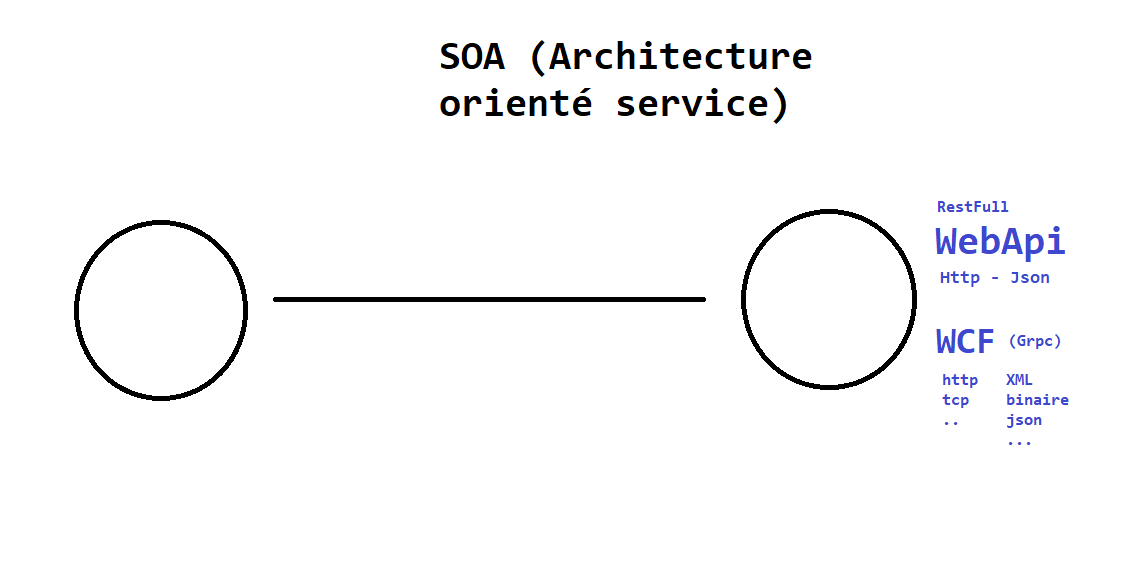 SOA (Architecture
orienté service)
RestFull
WebApi
Http - Json
WCF (Grpc)
http XML
tcp binaire
.. json
...